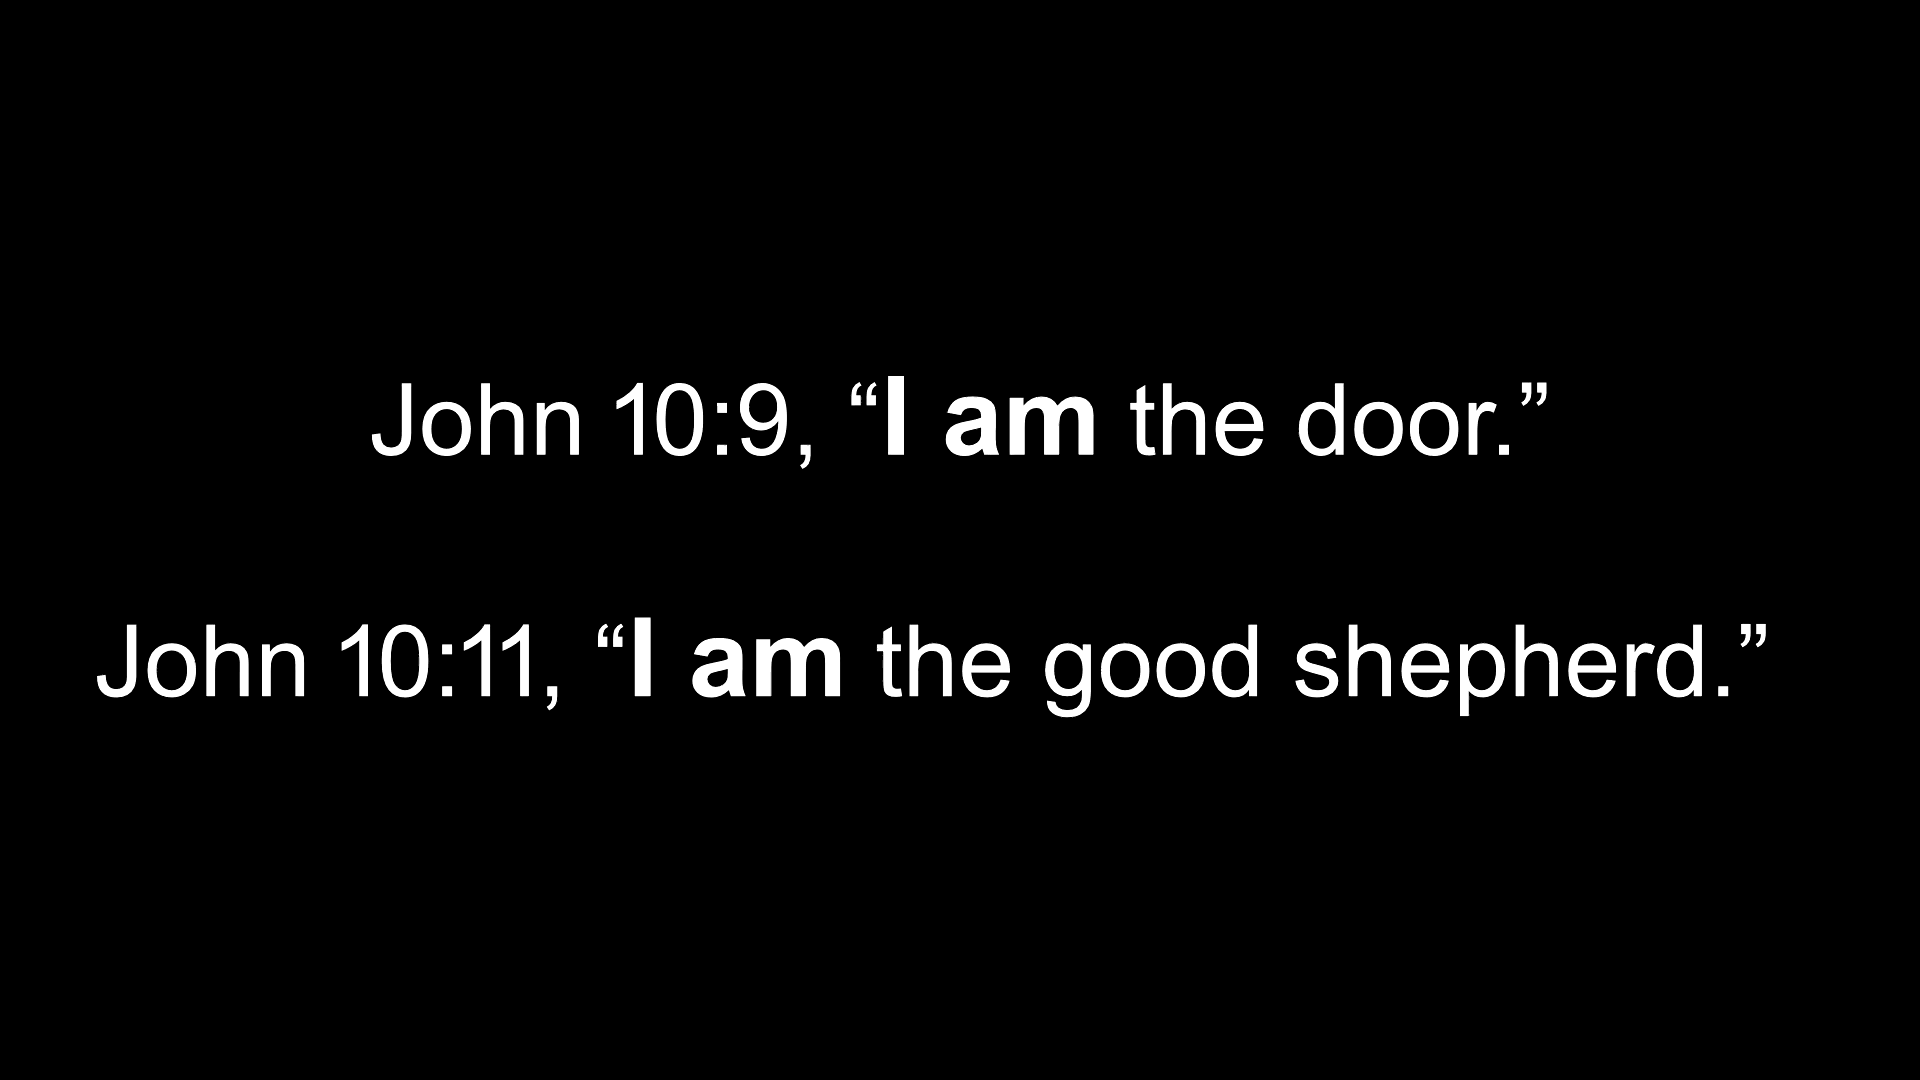 John 10:9, “I am the door.”
John 10:11, “I am the good shepherd.”